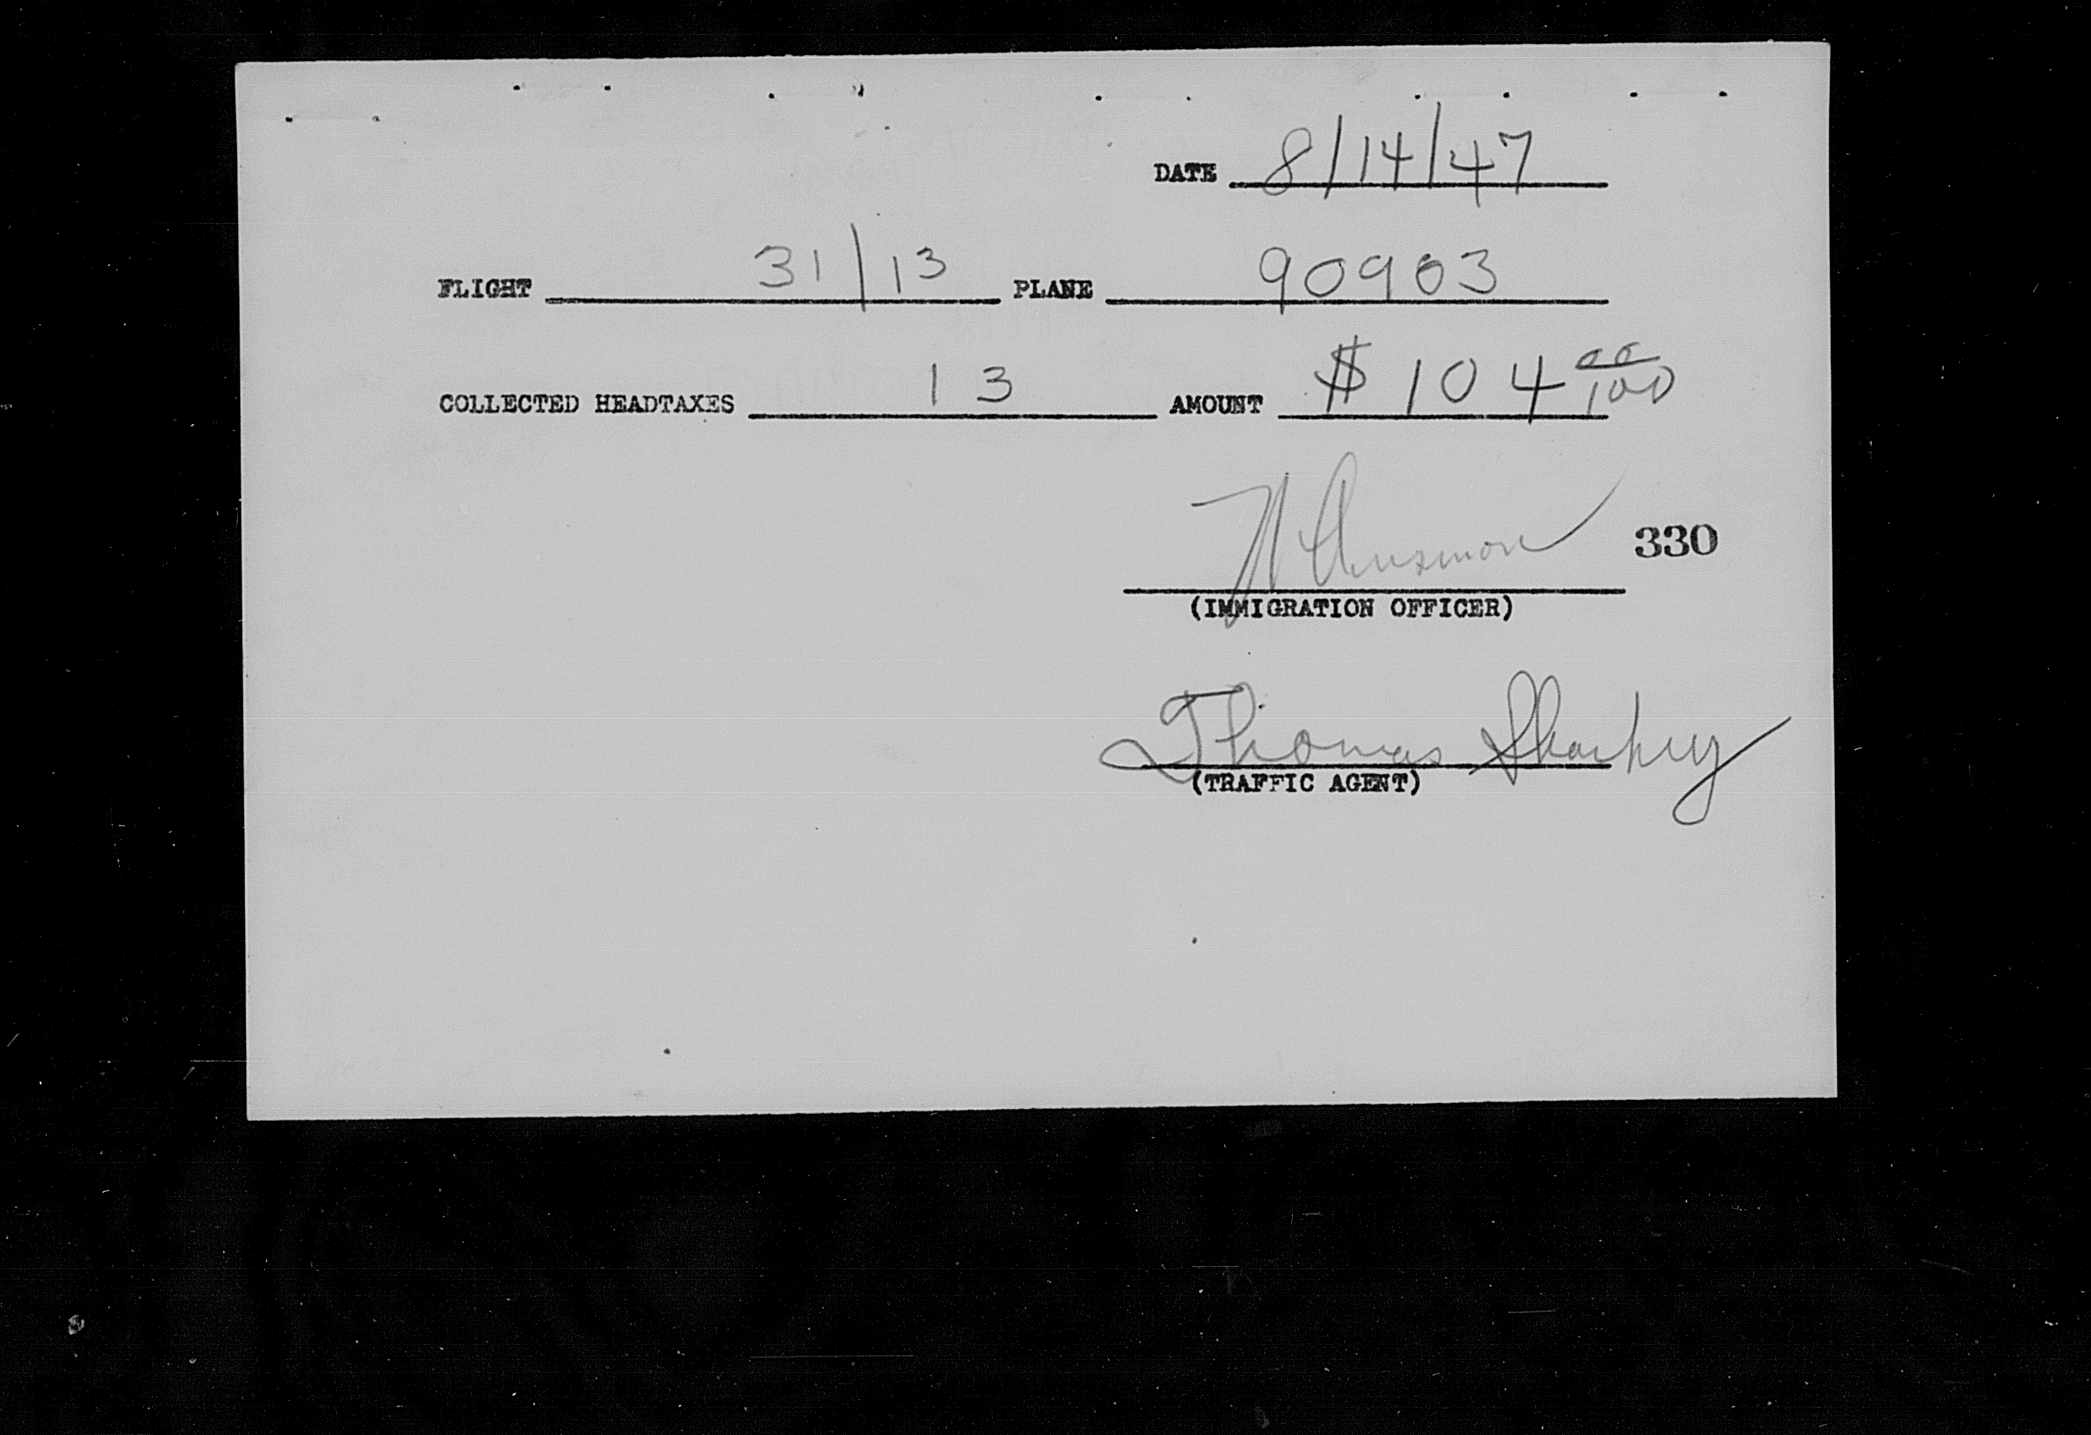 DATE 8/14/47
FLIGHT 31/13 PLANE 90903
COLLECTED HEADTAXES 13 AMOUNT $104 00/100
330
(IMMIGRATION OFFICER)
Thomas Sharkey
(TRAFFIC AGENT)